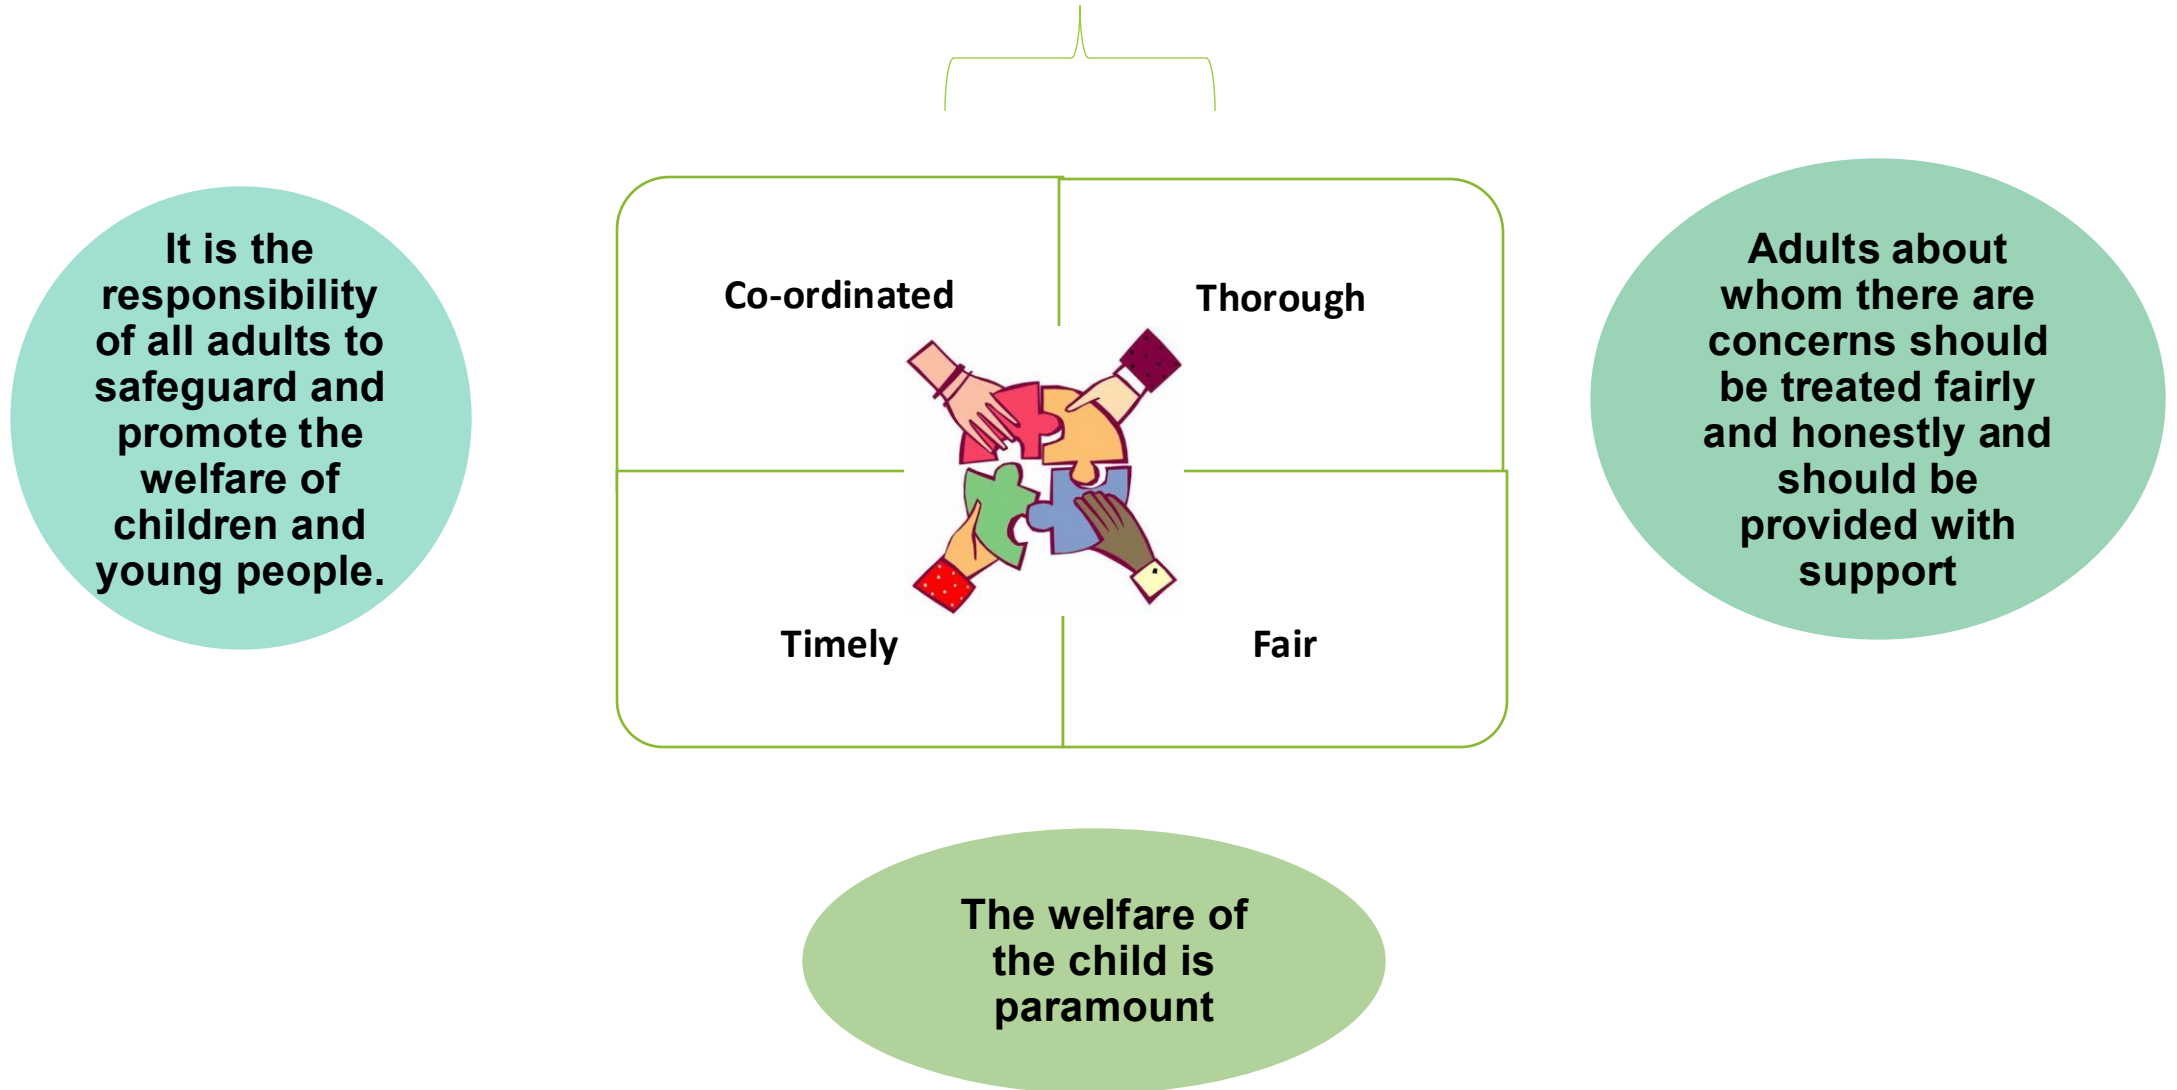 It is the
responsibility
of all adults to
safeguard and
promote the
welfare of
children and
young people.
Co-ordinated
Thorough
Timely
Fair
Adults about
whom there are
concerns should
be treated fairly
and honestly and
should be
provided with
support
The welfare of
the child is
paramount